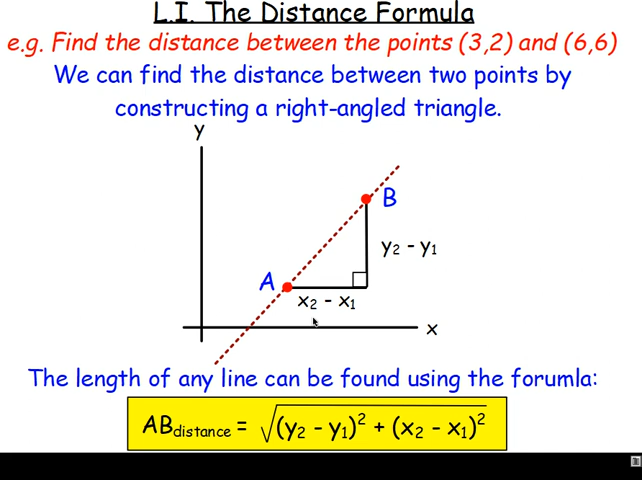 L.I. The Distance Formula
e.g. Find the distance between the points (3,2) and (6,6)
We can find the distance between two points by
constructing a right-angled triangle.
y
B
y₂ - y₁
A
x₂ - x₁
x
The length of any line can be found using the forumla:
AB distance = √(y₂ - y₁)² + (x₂ - x₁)²